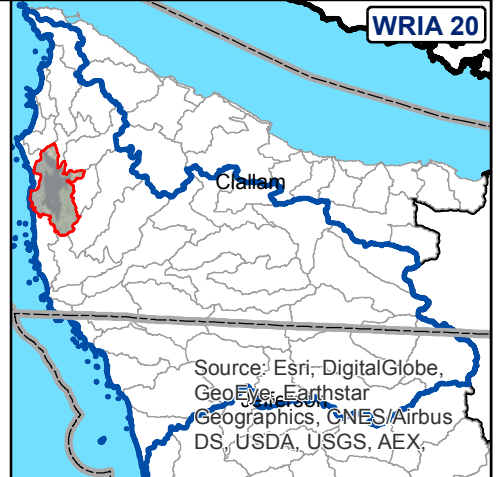 WRIA 20
Clallam
Source: Esri, DigitalGlobe,
GeoEye, Earthstar
Geographics, CNES/Airbus
DS, USDA, USGS, AEX,